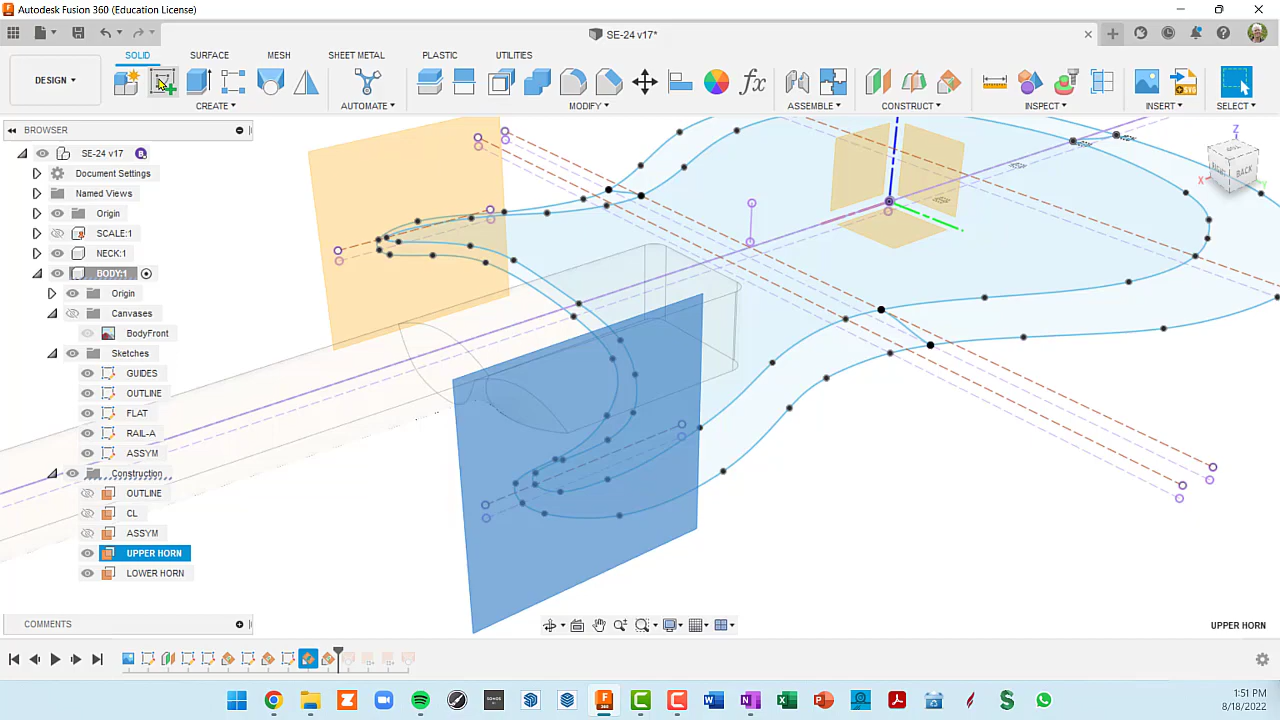 Autodesk Fusion 360 (Education License)
SE-24 v17*
DESIGN
SOLID SURFACE MESH SHEET METAL PLASTIC UTILITIES
CREATE AUTOMATE MODIFY ASSEMBLE CONSTRUCT INSPECT INSERT SELECT
BROWSER
SE-24 v17
Document Settings
Named Views
Origin
SCALE:1
NECK:1
BODY:1
Origin
Canvases
BodyFront
Sketches
GUIDES
OUTLINE
FLAT
RAIL-A
ASSYM
Construction
OUTLINE
CL
ASSYM
UPPER HORN
LOWER HORN
Z
X
Y
BACK
COMMENTS
UPPER HORN
1:51 PM
8/18/2022